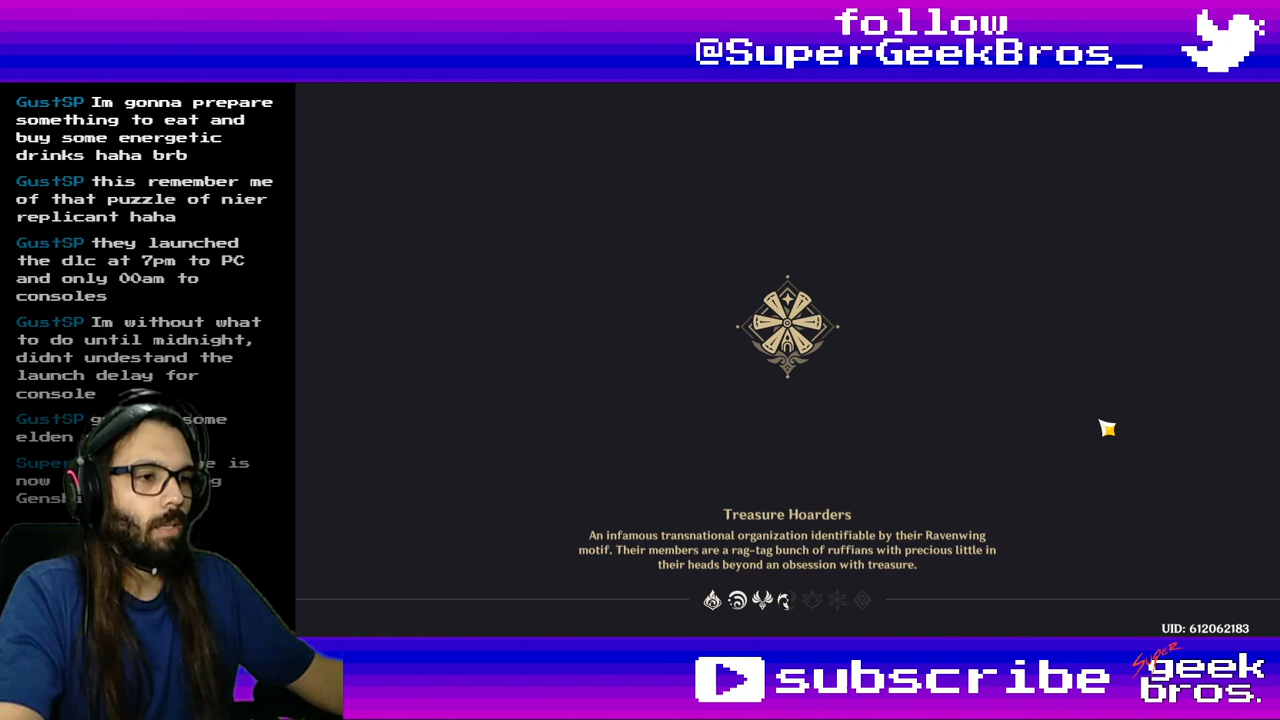 follow
@SuperGeekBros_
GustSP Im gonna prepare
something to eat and
buy some energetic
drinks haha brb
GustSP this remember me
of that puzzle of nier
replicant haha
GustSP they launched
the dlc at 7pm to PC
and only 00am to
consoles
GustSP Im without what
to do until midnight,
didnt undestand the
launch delay for
console
GustSP some
elden
Super is
now
Genshi
Treasure Hoarders
An infamous transnational organization identifiable by their Ravenwing
motif. Their members are a rag-tag bunch of ruffians with precious little in
their heads beyond an obsession with treasure.
UID: 612062183
subscribe
SUPER
geek
bros.